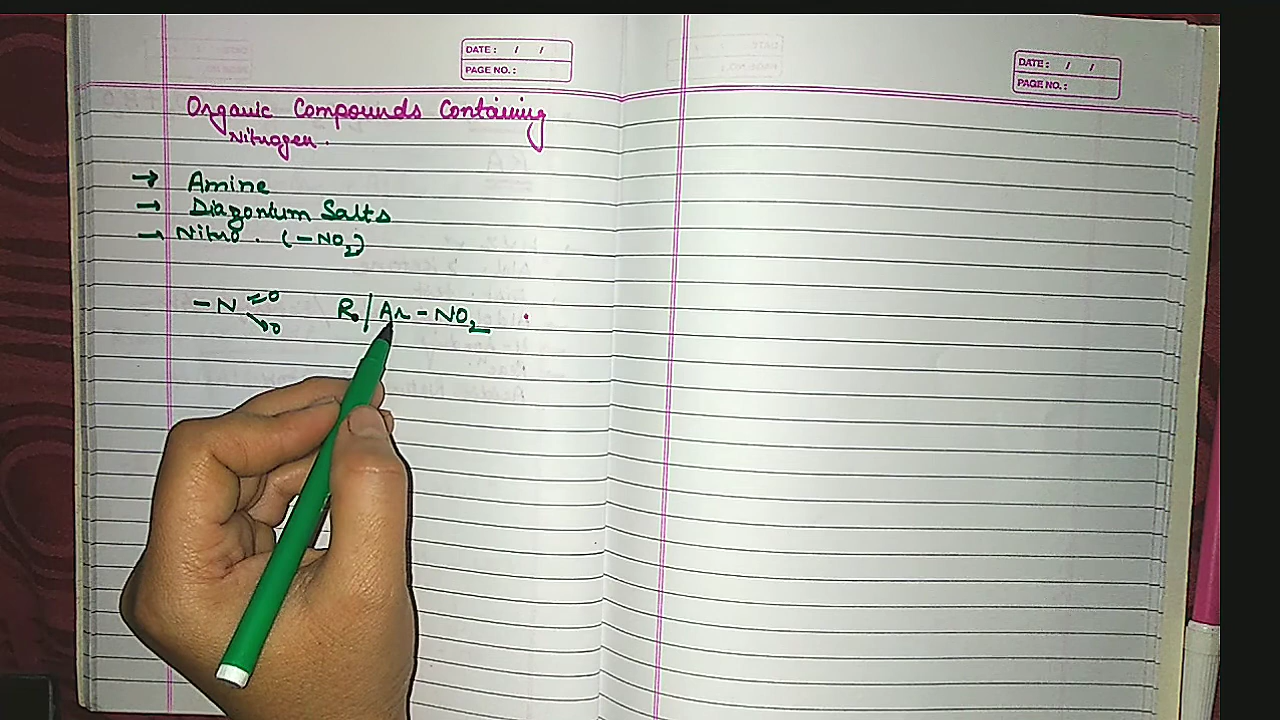 DATE: / /
PAGE NO.:
DATE: / /
PAGE NO.:
Organic Compounds Containing
Nitrogen.
→ Amine
→ Diazonium Salts
→ Nitro. (-NO2)
-N=O R/Ar-NO2
→O